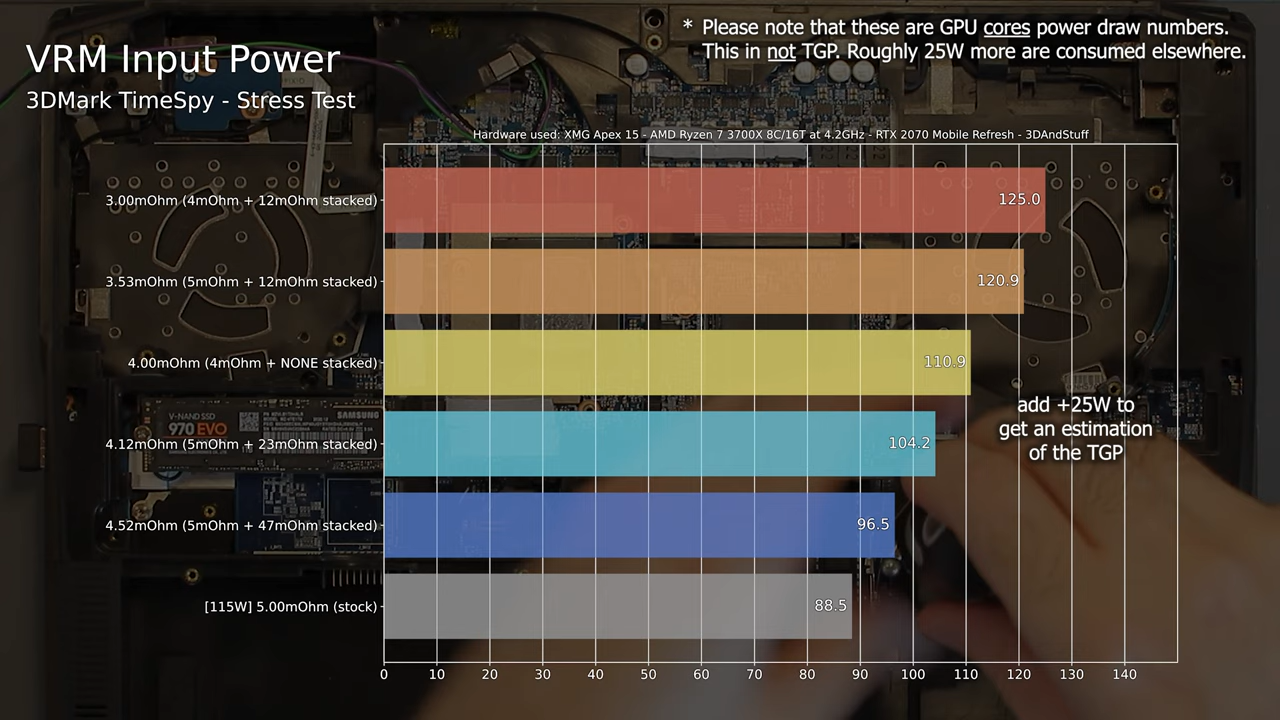 VRM Input Power
3DMark TimeSpy - Stress Test
* Please note that these are GPU cores power draw numbers.
This in not TGP. Roughly 25W more are consumed elsewhere.
Hardware used: XMG Apex 15 - AMD Ryzen 7 3700X 8C/16T at 4.2GHz - RTX 2070 Mobile Refresh - 3DAndStuff
3.00mOhm (4mOhm + 12mOhm stacked)
125.0
3.53mOhm (5mOhm + 12mOhm stacked)
120.9
4.00mOhm (4mOhm + NONE stacked)
110.9
add +25W to
get an estimation
of the TGP
V-NAND SSD
970 EVO
SAMSUNG
4.12mOhm (5mOhm + 23mOhm stacked)
104.2
4.52mOhm (5mOhm + 47mOhm stacked)
96.5
[115W] 5.00mOhm (stock)
88.5
0 10 20 30 40 50 60 70 80 90 100 110 120 130 140